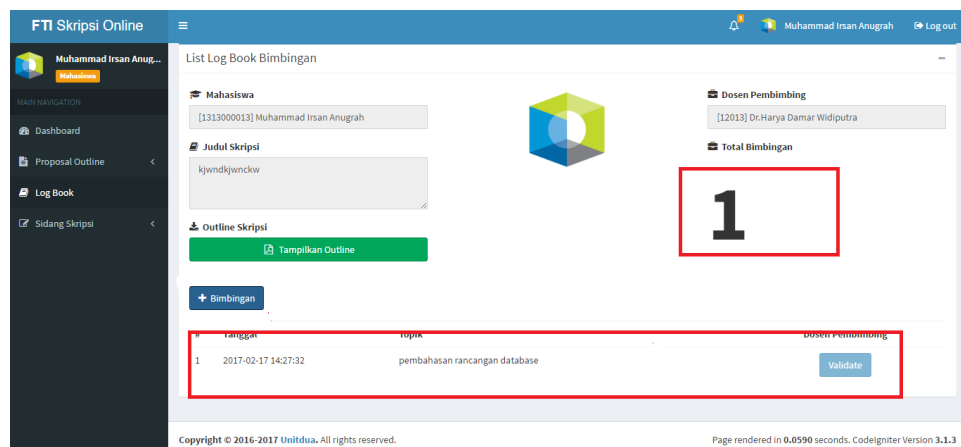 FTI Skripsi Online
Muhammad Irsan Anugrah
Log out
Muhammad Irsan Anug...
Mahasiswa
MAIN NAVIGATION
Dashboard
Proposal Outline
Log Book
Sidang Skripsi
List Log Book Bimbingan
Mahasiswa
[1313000013] Muhammad Irsan Anugrah
Judul Skripsi
kjwndkjwnckw
Outline Skripsi
Tampilkan Outline
Dosen Pembimbing
[12013] Dr.Harya Damar Widiputra
Total Bimbingan
1
Bimbingan
# Tanggal Topik Dosen Pembimbing
1 2017-02-17 14:27:32 pembahasan rancangan database Validate
Copyright © 2016-2017 Unitdua. All rights reserved.
Page rendered in 0.0590 seconds. CodeIgniter Version 3.1.3